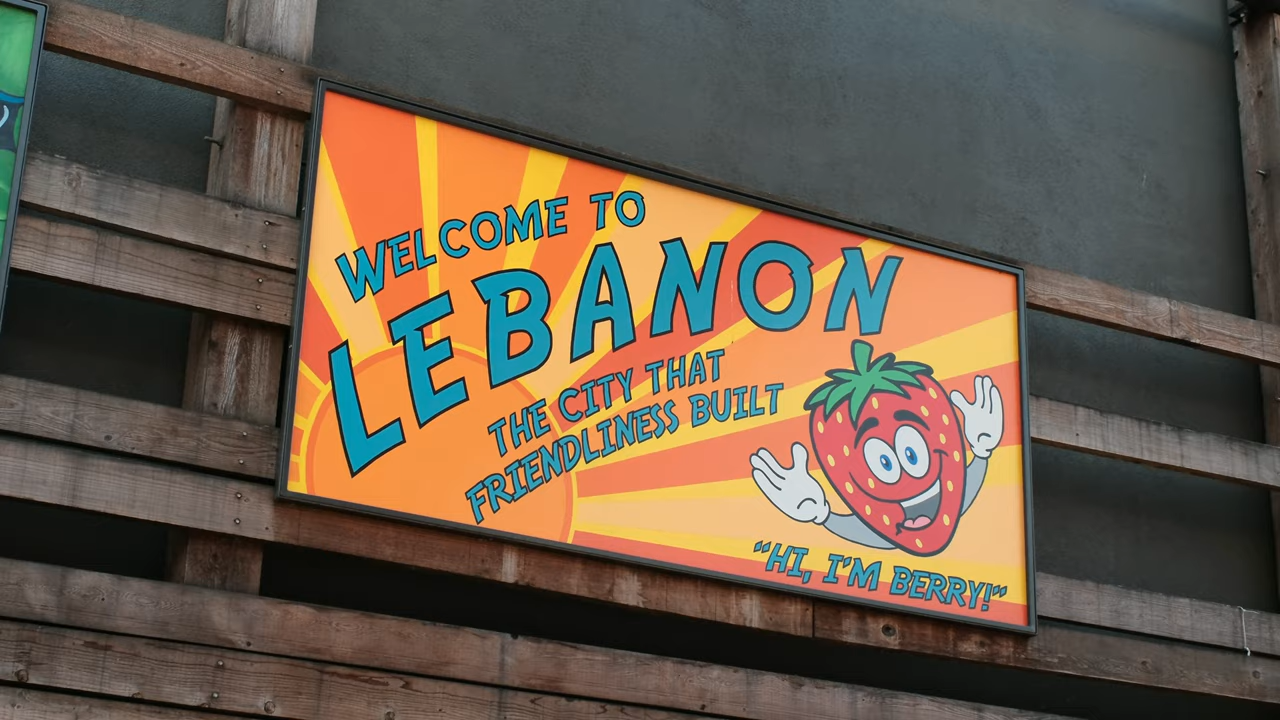 WELCOME TO
LEBANON
THE CITY THAT
FRIENDLINESS BUILT
"HI, I'M BERRY!"